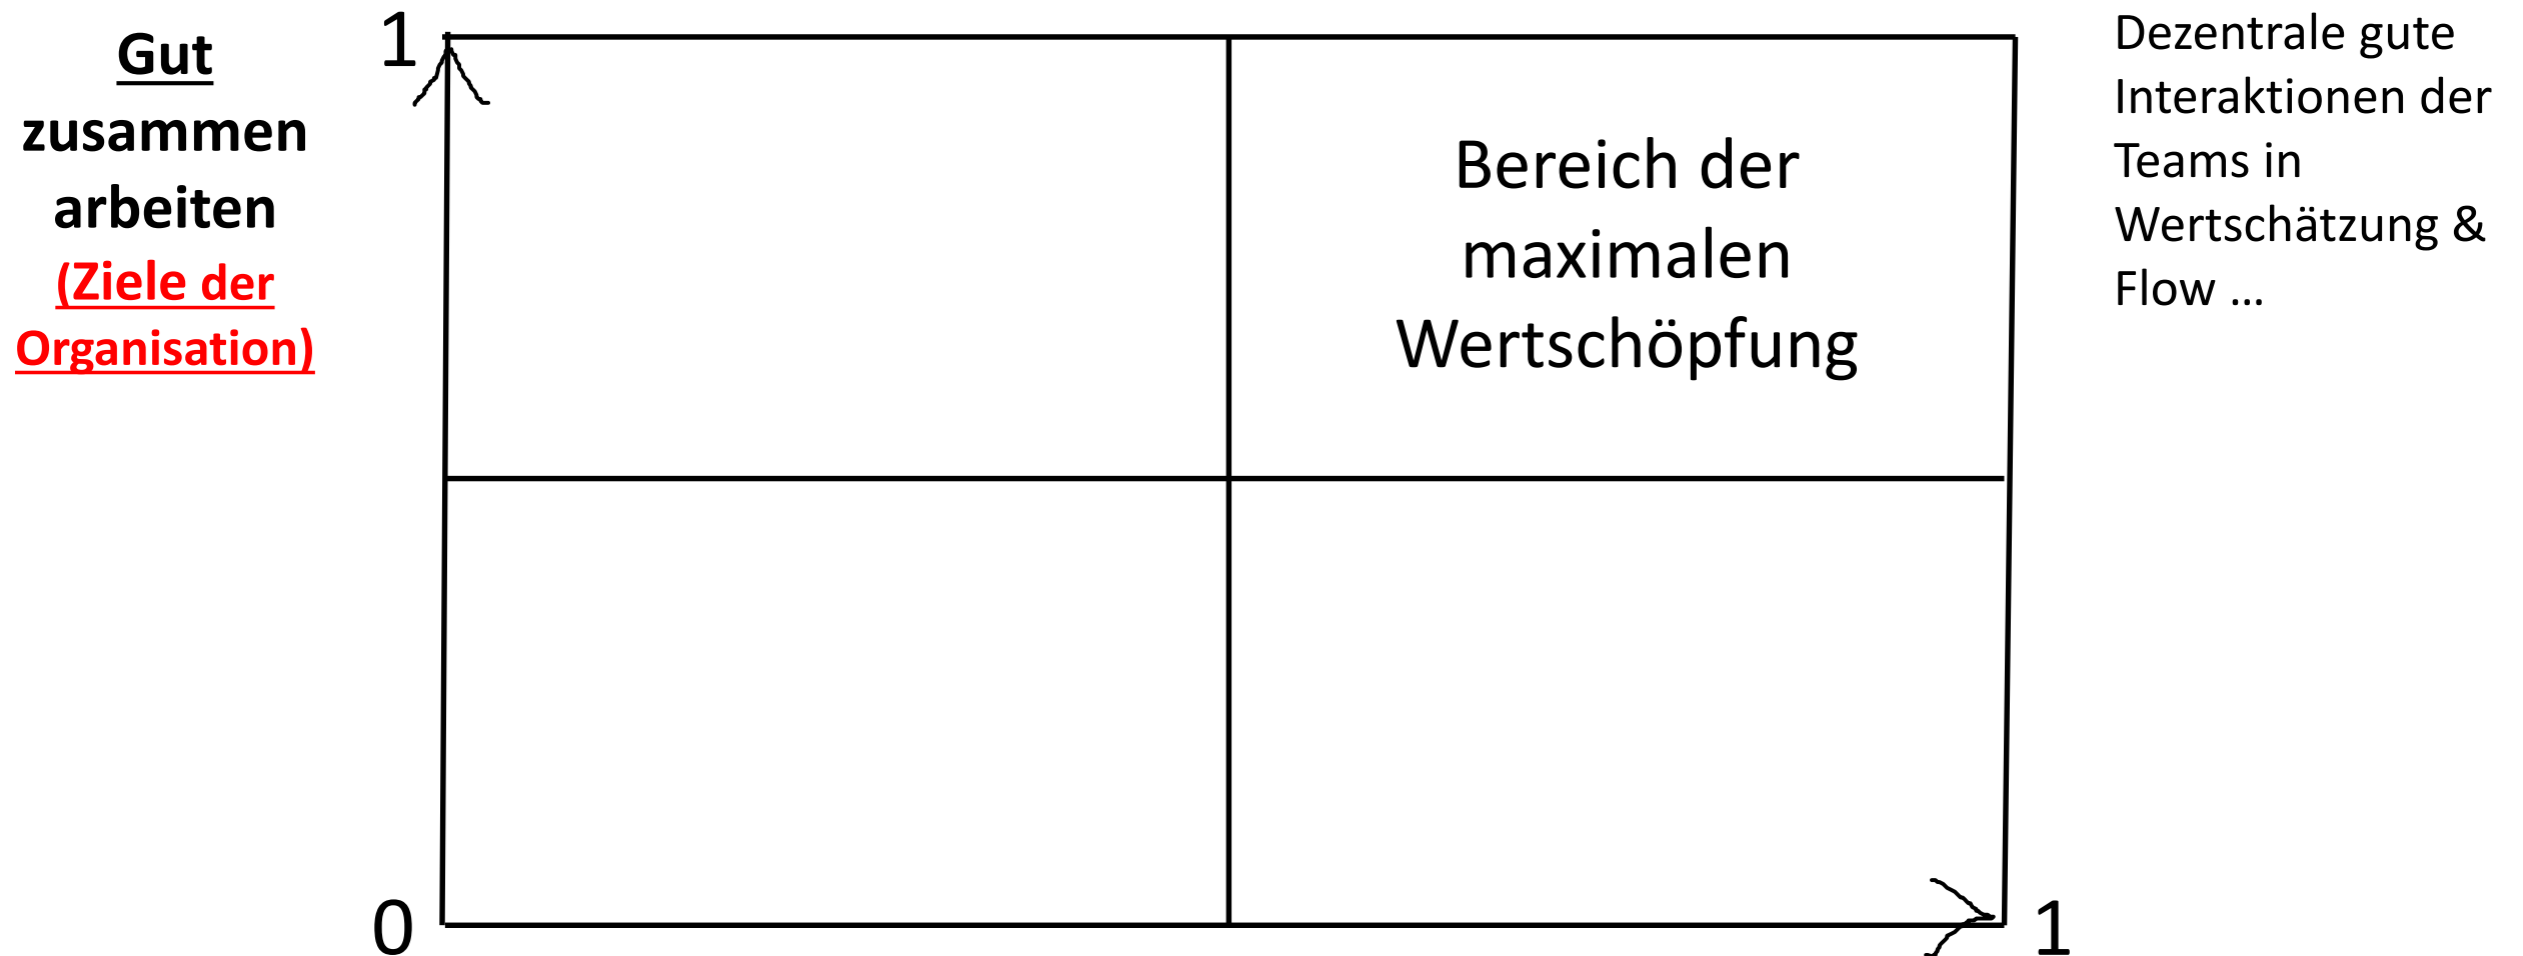 Gut
zusammen
arbeiten
(Ziele der
Organisation)
1
Bereich der
maximalen
Wertschöpfung
Dezentrale gute
Interaktionen der
Teams in
Wertschätzung &
Flow ...
0
1